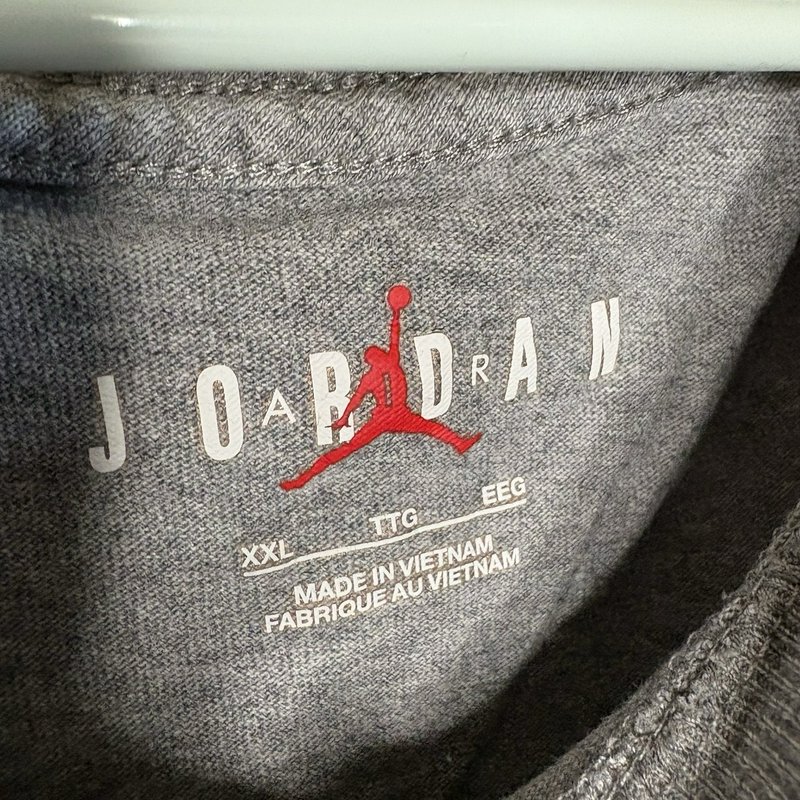 JORDAN
AIR
XXL TTG EEG
MADE IN VIETNAM
FABRIQUE AU VIETNAM